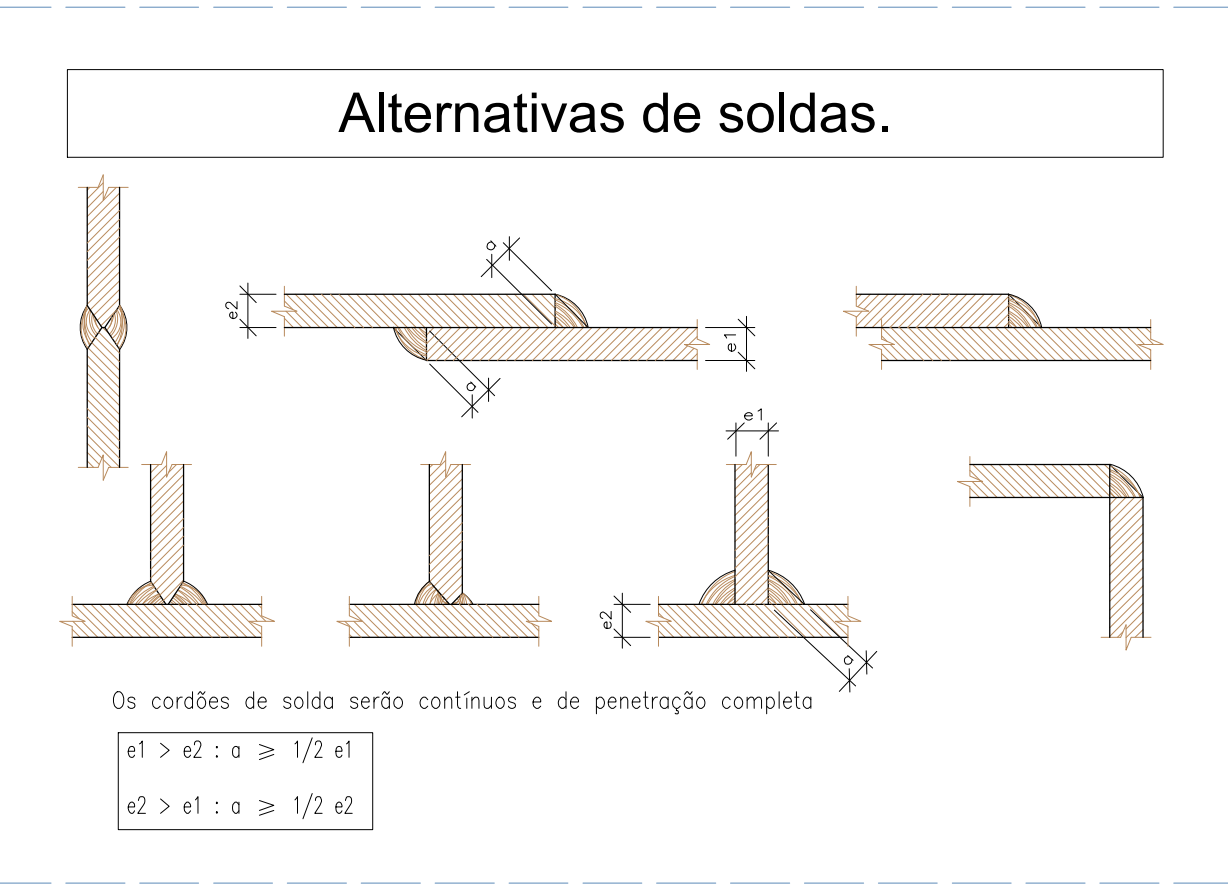 Alternativas de soldas.
a
e2
e1
a
e1
e2
a
Os cordões de solda serão contínuos e de penetração completa
e1 > e2 : a ⩾ 1/2 e1
e2 > e1 : a ⩾ 1/2 e2